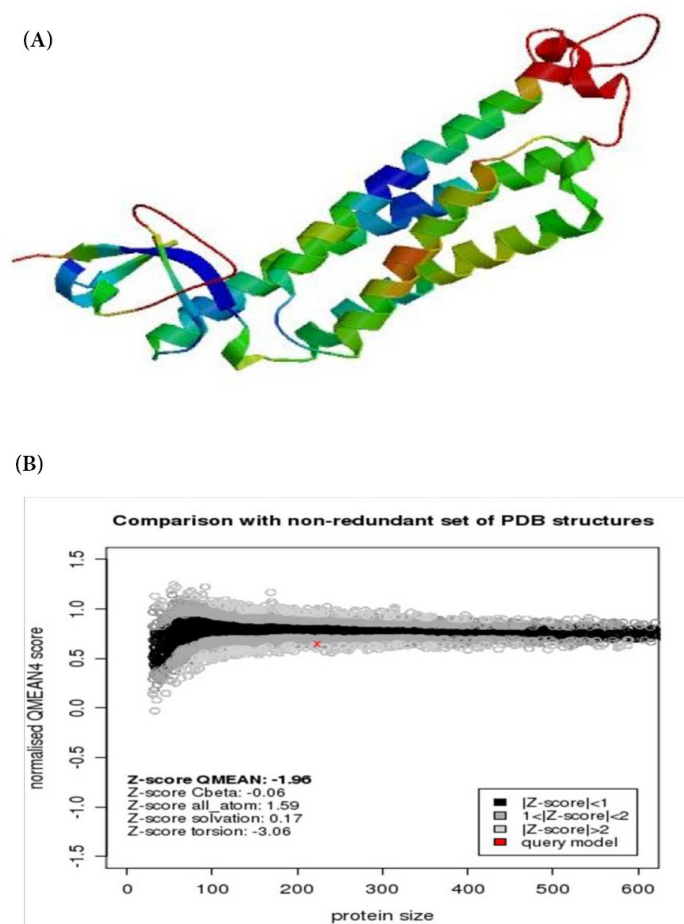 (A)
(B)
Comparison with non-redundant set of PDB structures
normalised QMEAN4 score
1.5
1.0
0.5
0.0
-0.5
-1.0
-1.5
Z-score QMEAN: -1.96
Z-score Cbeta: -0.06
Z-score all_atom: 1.59
Z-score solvation: 0.17
Z-score torsion: -3.06
|Z-score|<1
1<|Z-score|<2
|Z-score|>2
query model
0 100 200 300 400 500 600
protein size